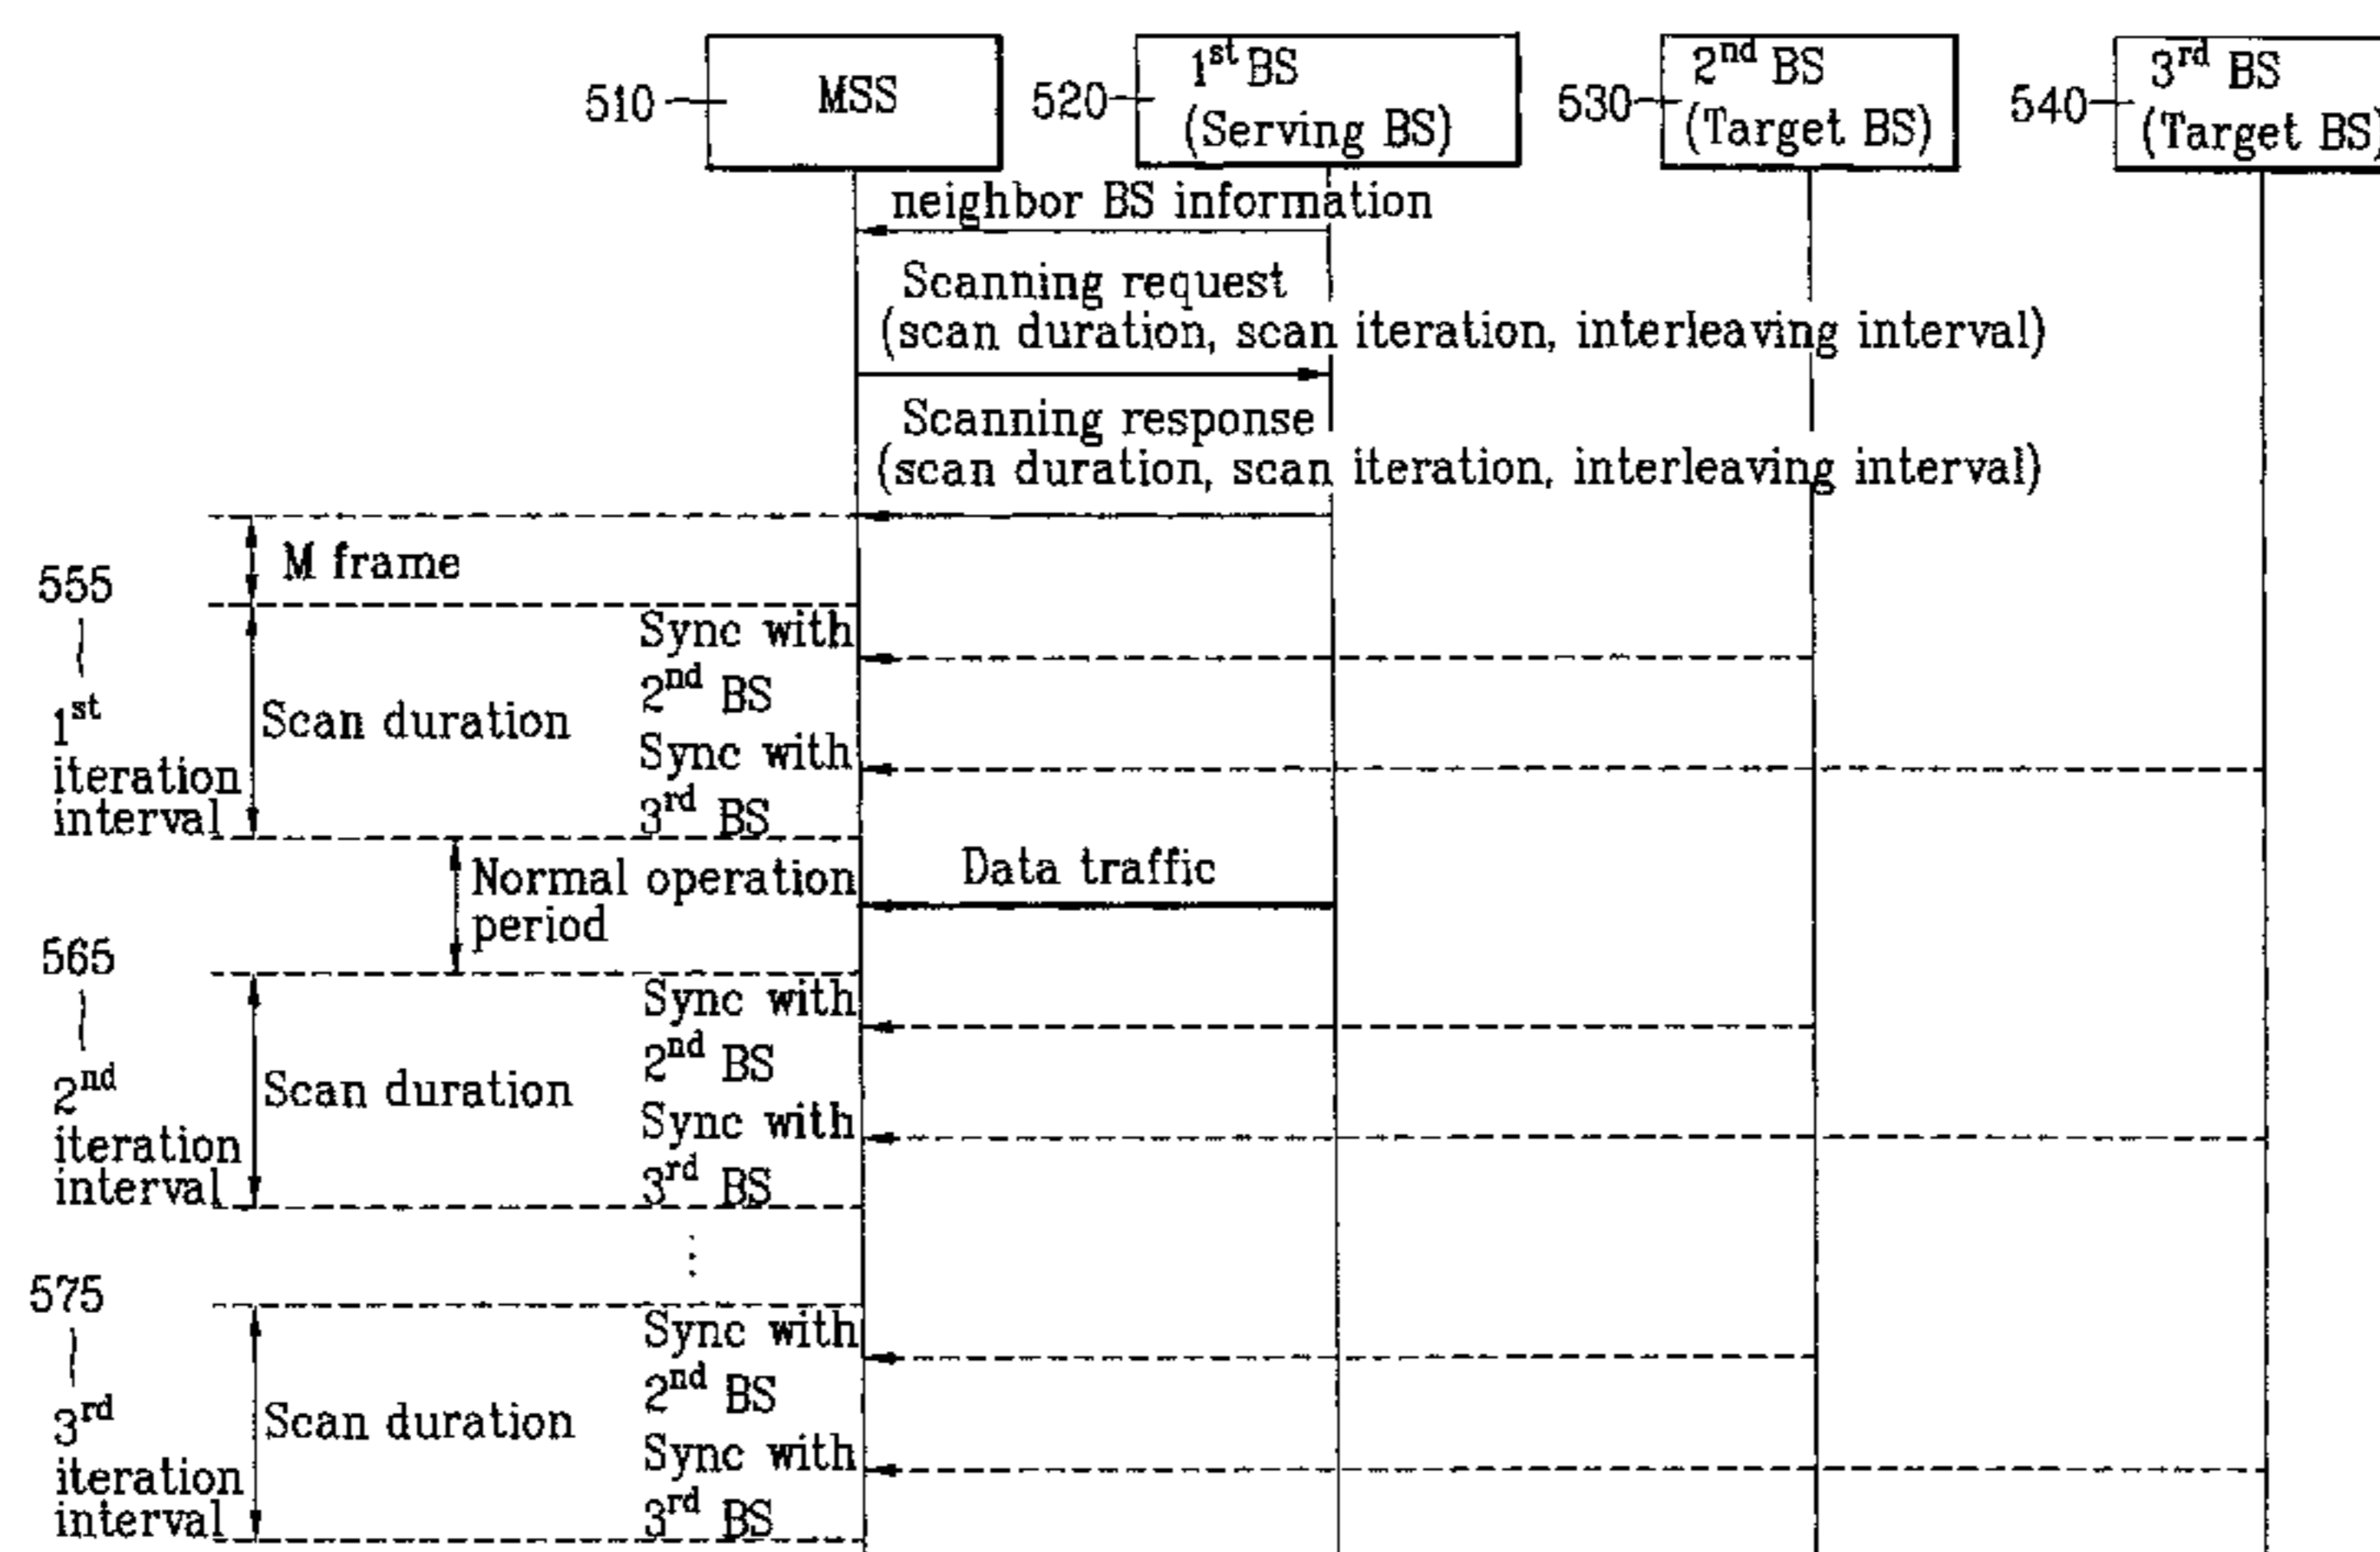 510
MSS
520
1st BS
(Serving BS)
530
2nd BS
(Target BS)
540
3rd BS
(Target BS)
neighbor BS information
Scanning request
(scan duration, scan iteration, interleaving interval)
Scanning response
(scan duration, scan iteration, interleaving interval)
M frame
555
1st
iteration
interval
Scan duration
Sync with
2nd BS
Sync with
3rd BS
Normal operation
period
Data traffic
565
2nd
iteration
interval
Scan duration
Sync with
2nd BS
Sync with
3rd BS
575
3rd
iteration
interval
Scan duration
Sync with
2nd BS
Sync with
3rd BS